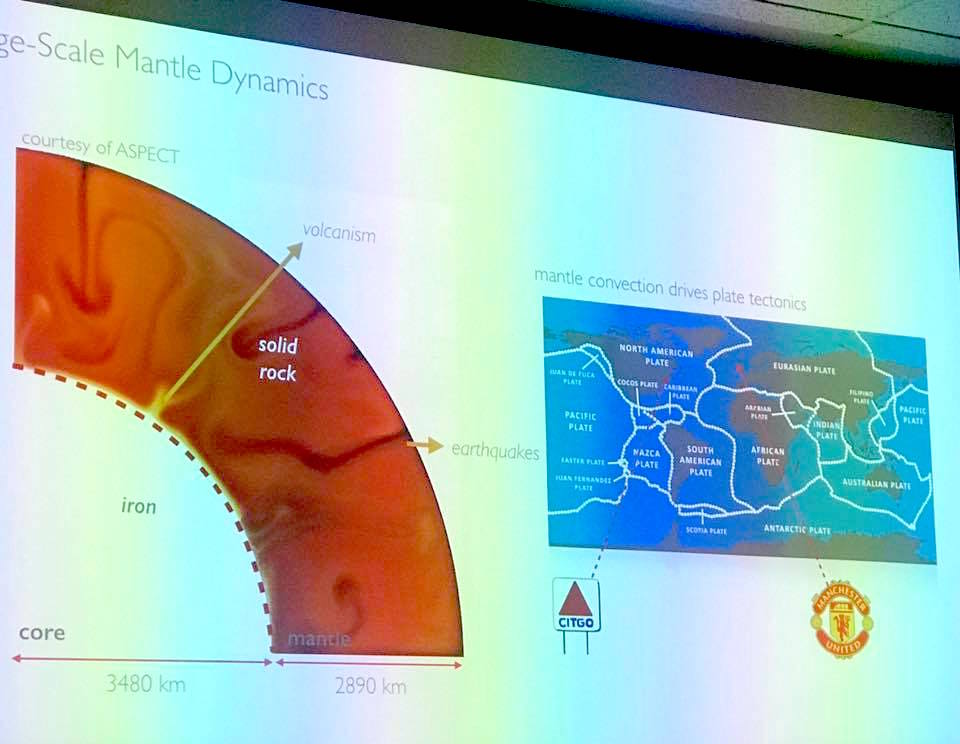 ge-Scale Mantle Dynamics
courtesy of ASPECT
volcanism
solid
rock
earthquakes
iron
core
mantle
3480 km
2890 km
mantle convection drives plate tectonics
NORTH AMERICAN
PLATE
EURASIAN PLATE
JUAN DE FUCA
PLATE
COCOS PLATE
CARIBBEAN
PLATE
FILIPINO
PLATE
ARABIAN
PLATE
PACIFIC
PLATE
INDIAN
PLATE
PACIFIC
PLATE
NAZCA
PLATE
SOUTH
AMERICAN
PLATE
AFRICAN
PLATE
EASTER PLATE
JUAN FERNANDEZ
PLATE
AUSTRALIAN PLATE
SCOTIA PLATE
ANTARCTIC PLATE
CITGO
MANCHESTER
UNITED